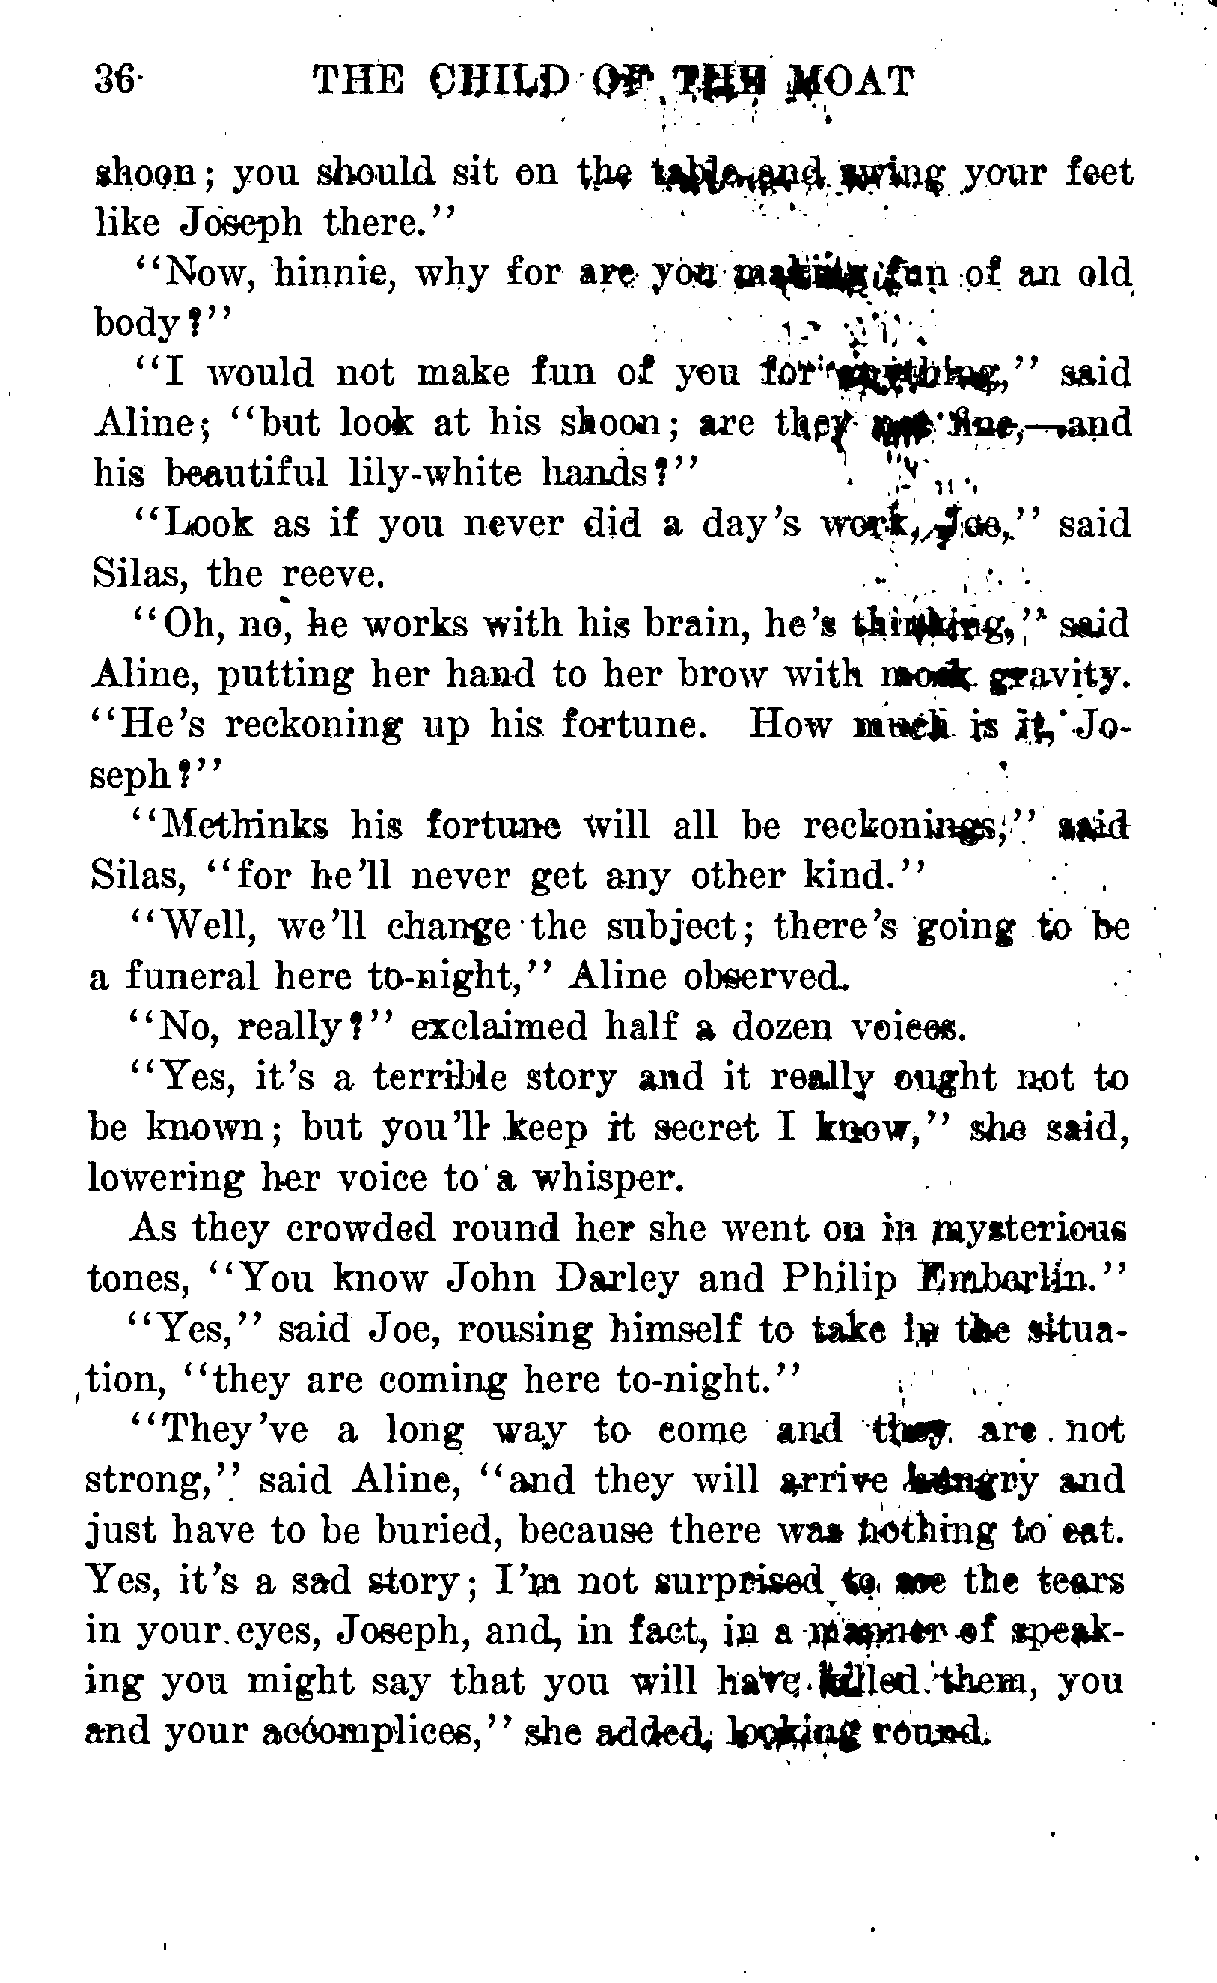 36 THE CHILD OF THE MOAT
shoon; you should sit on the table and swing your feet
like Joseph there."
"Now, hinnie, why for are you making fun of an old
body?"
"I would not make fun of you for anything," said
Aline; "but look at his shoon; are they not fine,—and
his beautiful lily-white hands?"
"Look as if you never did a day's work, Joe," said
Silas, the reeve.
"Oh, no, he works with his brain, he's thinking," said
Aline, putting her hand to her brow with mock gravity.
"He's reckoning up his fortune. How much is it, Jo-
seph?"
"Methinks his fortune will all be reckonings," said
Silas, "for he'll never get any other kind."
"Well, we'll change the subject; there's going to be
a funeral here to-night," Aline observed.
"No, really?" exclaimed half a dozen voices.
"Yes, it's a terrible story and it really ought not to
be known; but you'll keep it secret I know," she said,
lowering her voice to a whisper.
As they crowded round her she went on in mysterious
tones, "You know John Darley and Philip Emberlin."
"Yes," said Joe, rousing himself to take in the situa-
tion, "they are coming here to-night."
"They've a long way to come and they are not
strong," said Aline, "and they will arrive hungry and
just have to be buried, because there was nothing to eat.
Yes, it's a sad story; I'm not surprised to see the tears
in your eyes, Joseph, and, in fact, in a manner of speak-
ing you might say that you will have killed them, you
and your accomplices," she added, looking round.